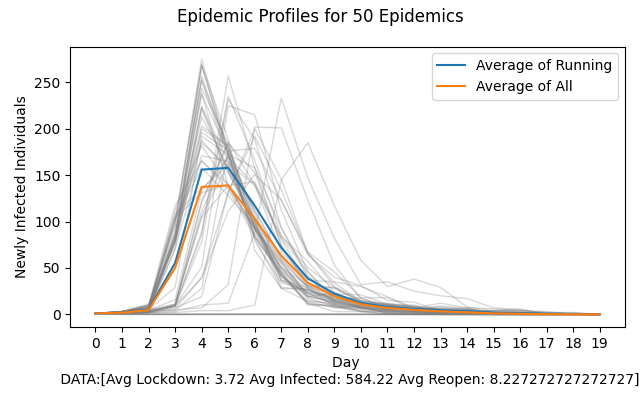 Epidemic Profiles for 50 Epidemics
Average of Running
Average of All
Newly Infected Individuals
250
200
150
100
50
0
0 1 2 3 4 5 6 7 8 9 10 11 12 13 14 15 16 17 18 19
Day
DATA:[Avg Lockdown: 3.72 Avg Infected: 584.22 Avg Reopen: 8.227272727272727]